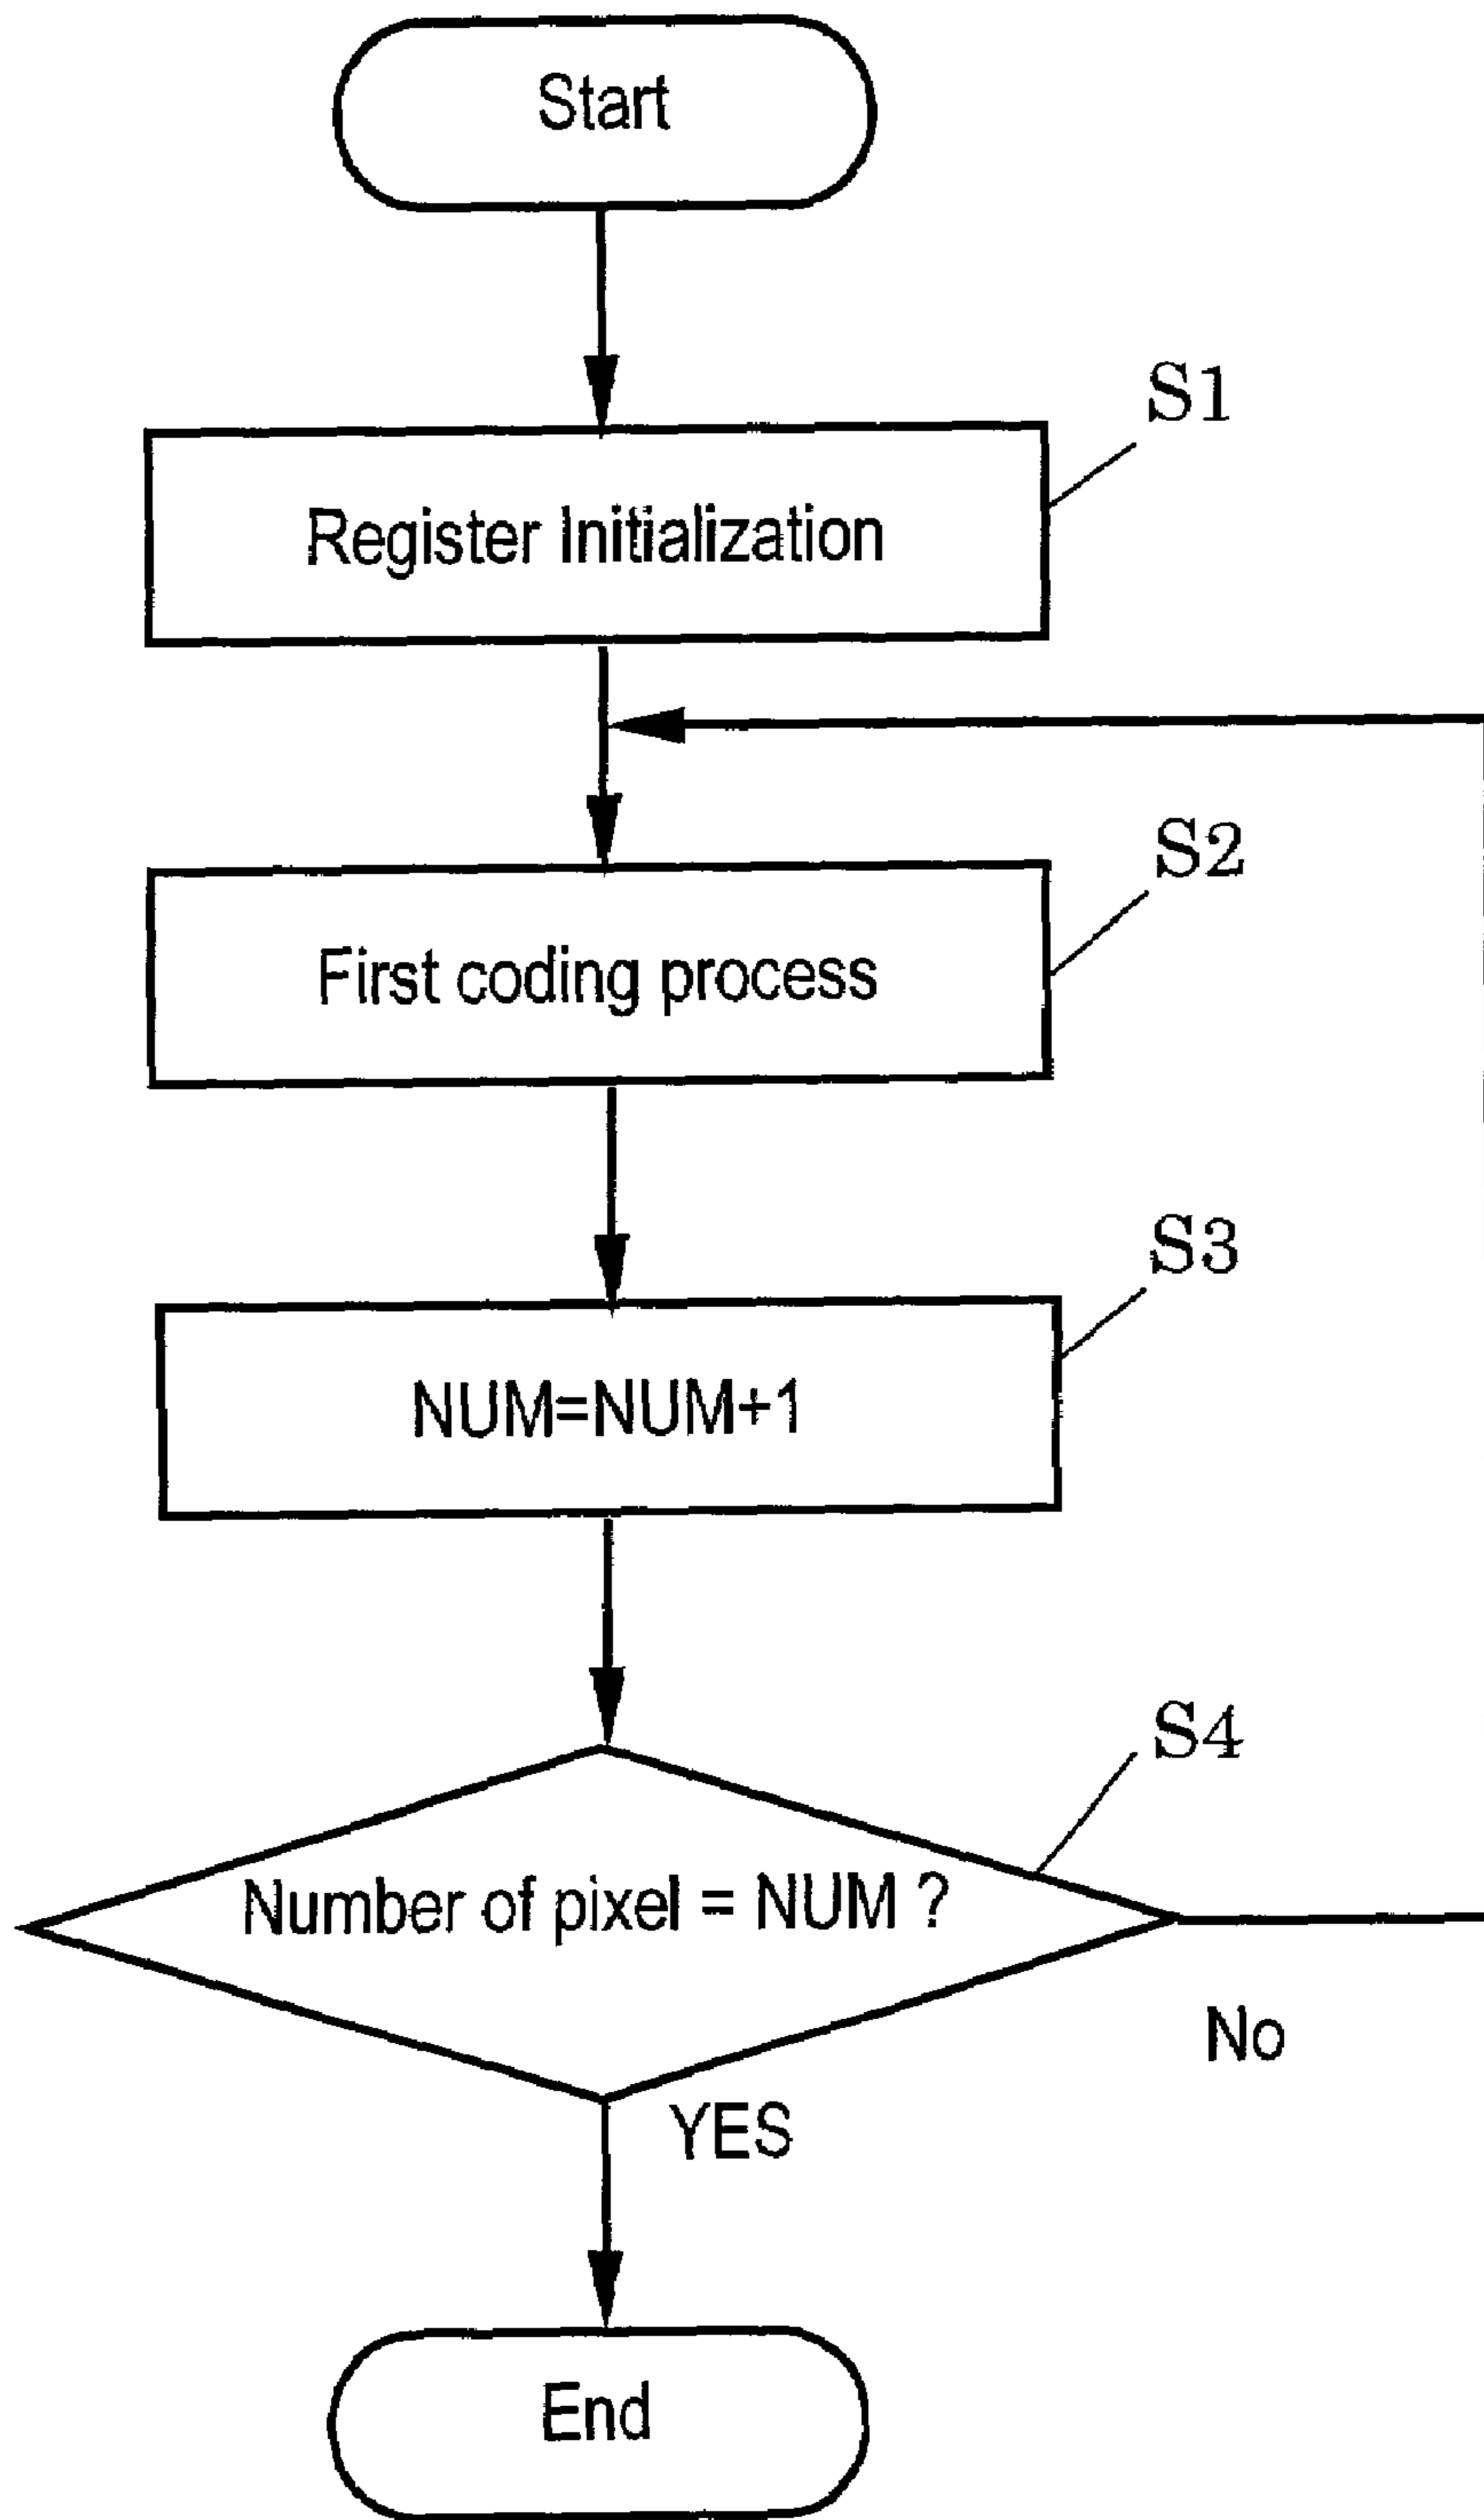 Start
S1
Register Initialization
S2
First coding process
S3
NUM=NUM+1
S4
Number of pixel = NUM ?
No
YES
End